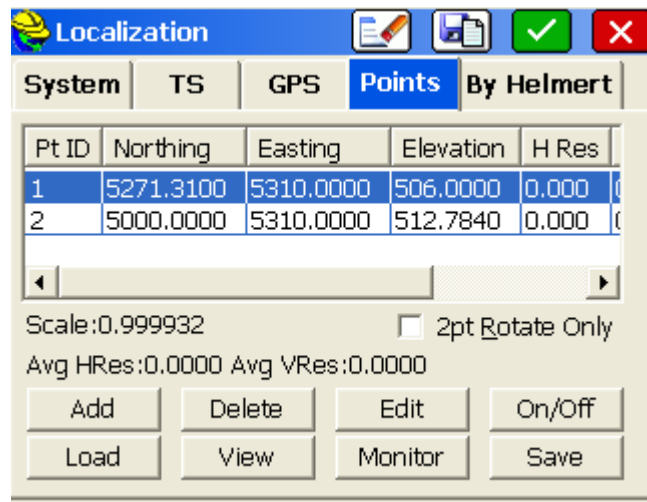 Localization
System TS GPS Points By Helmert
Pt ID Northing Easting Elevation H Res
1 5271.3100 5310.0000 506.0000 0.000
2 5000.0000 5310.0000 512.7840 0.000
Scale:0.999932 2pt Rotate Only
Avg HRes:0.0000 Avg VRes:0.0000
Add Delete Edit On/Off
Load View Monitor Save